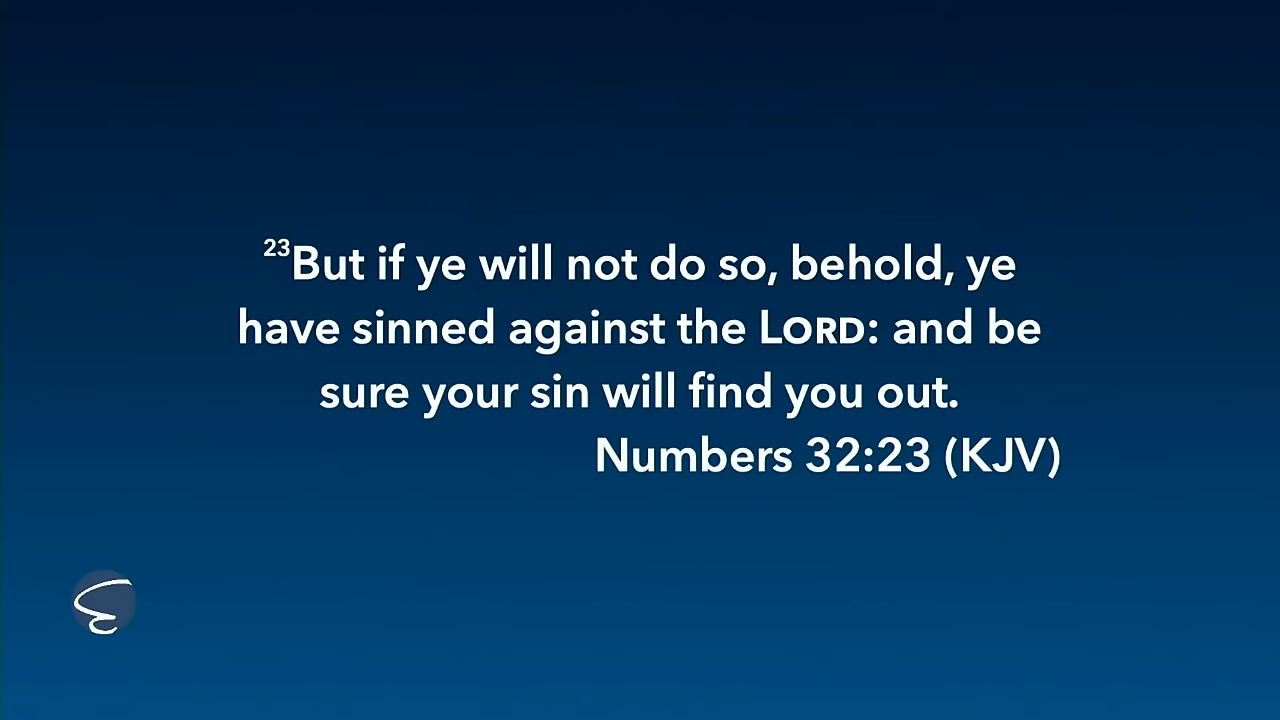 23But if ye will not do so, behold, ye
have sinned against the LORD: and be
sure your sin will find you out.
Numbers 32:23 (KJV)